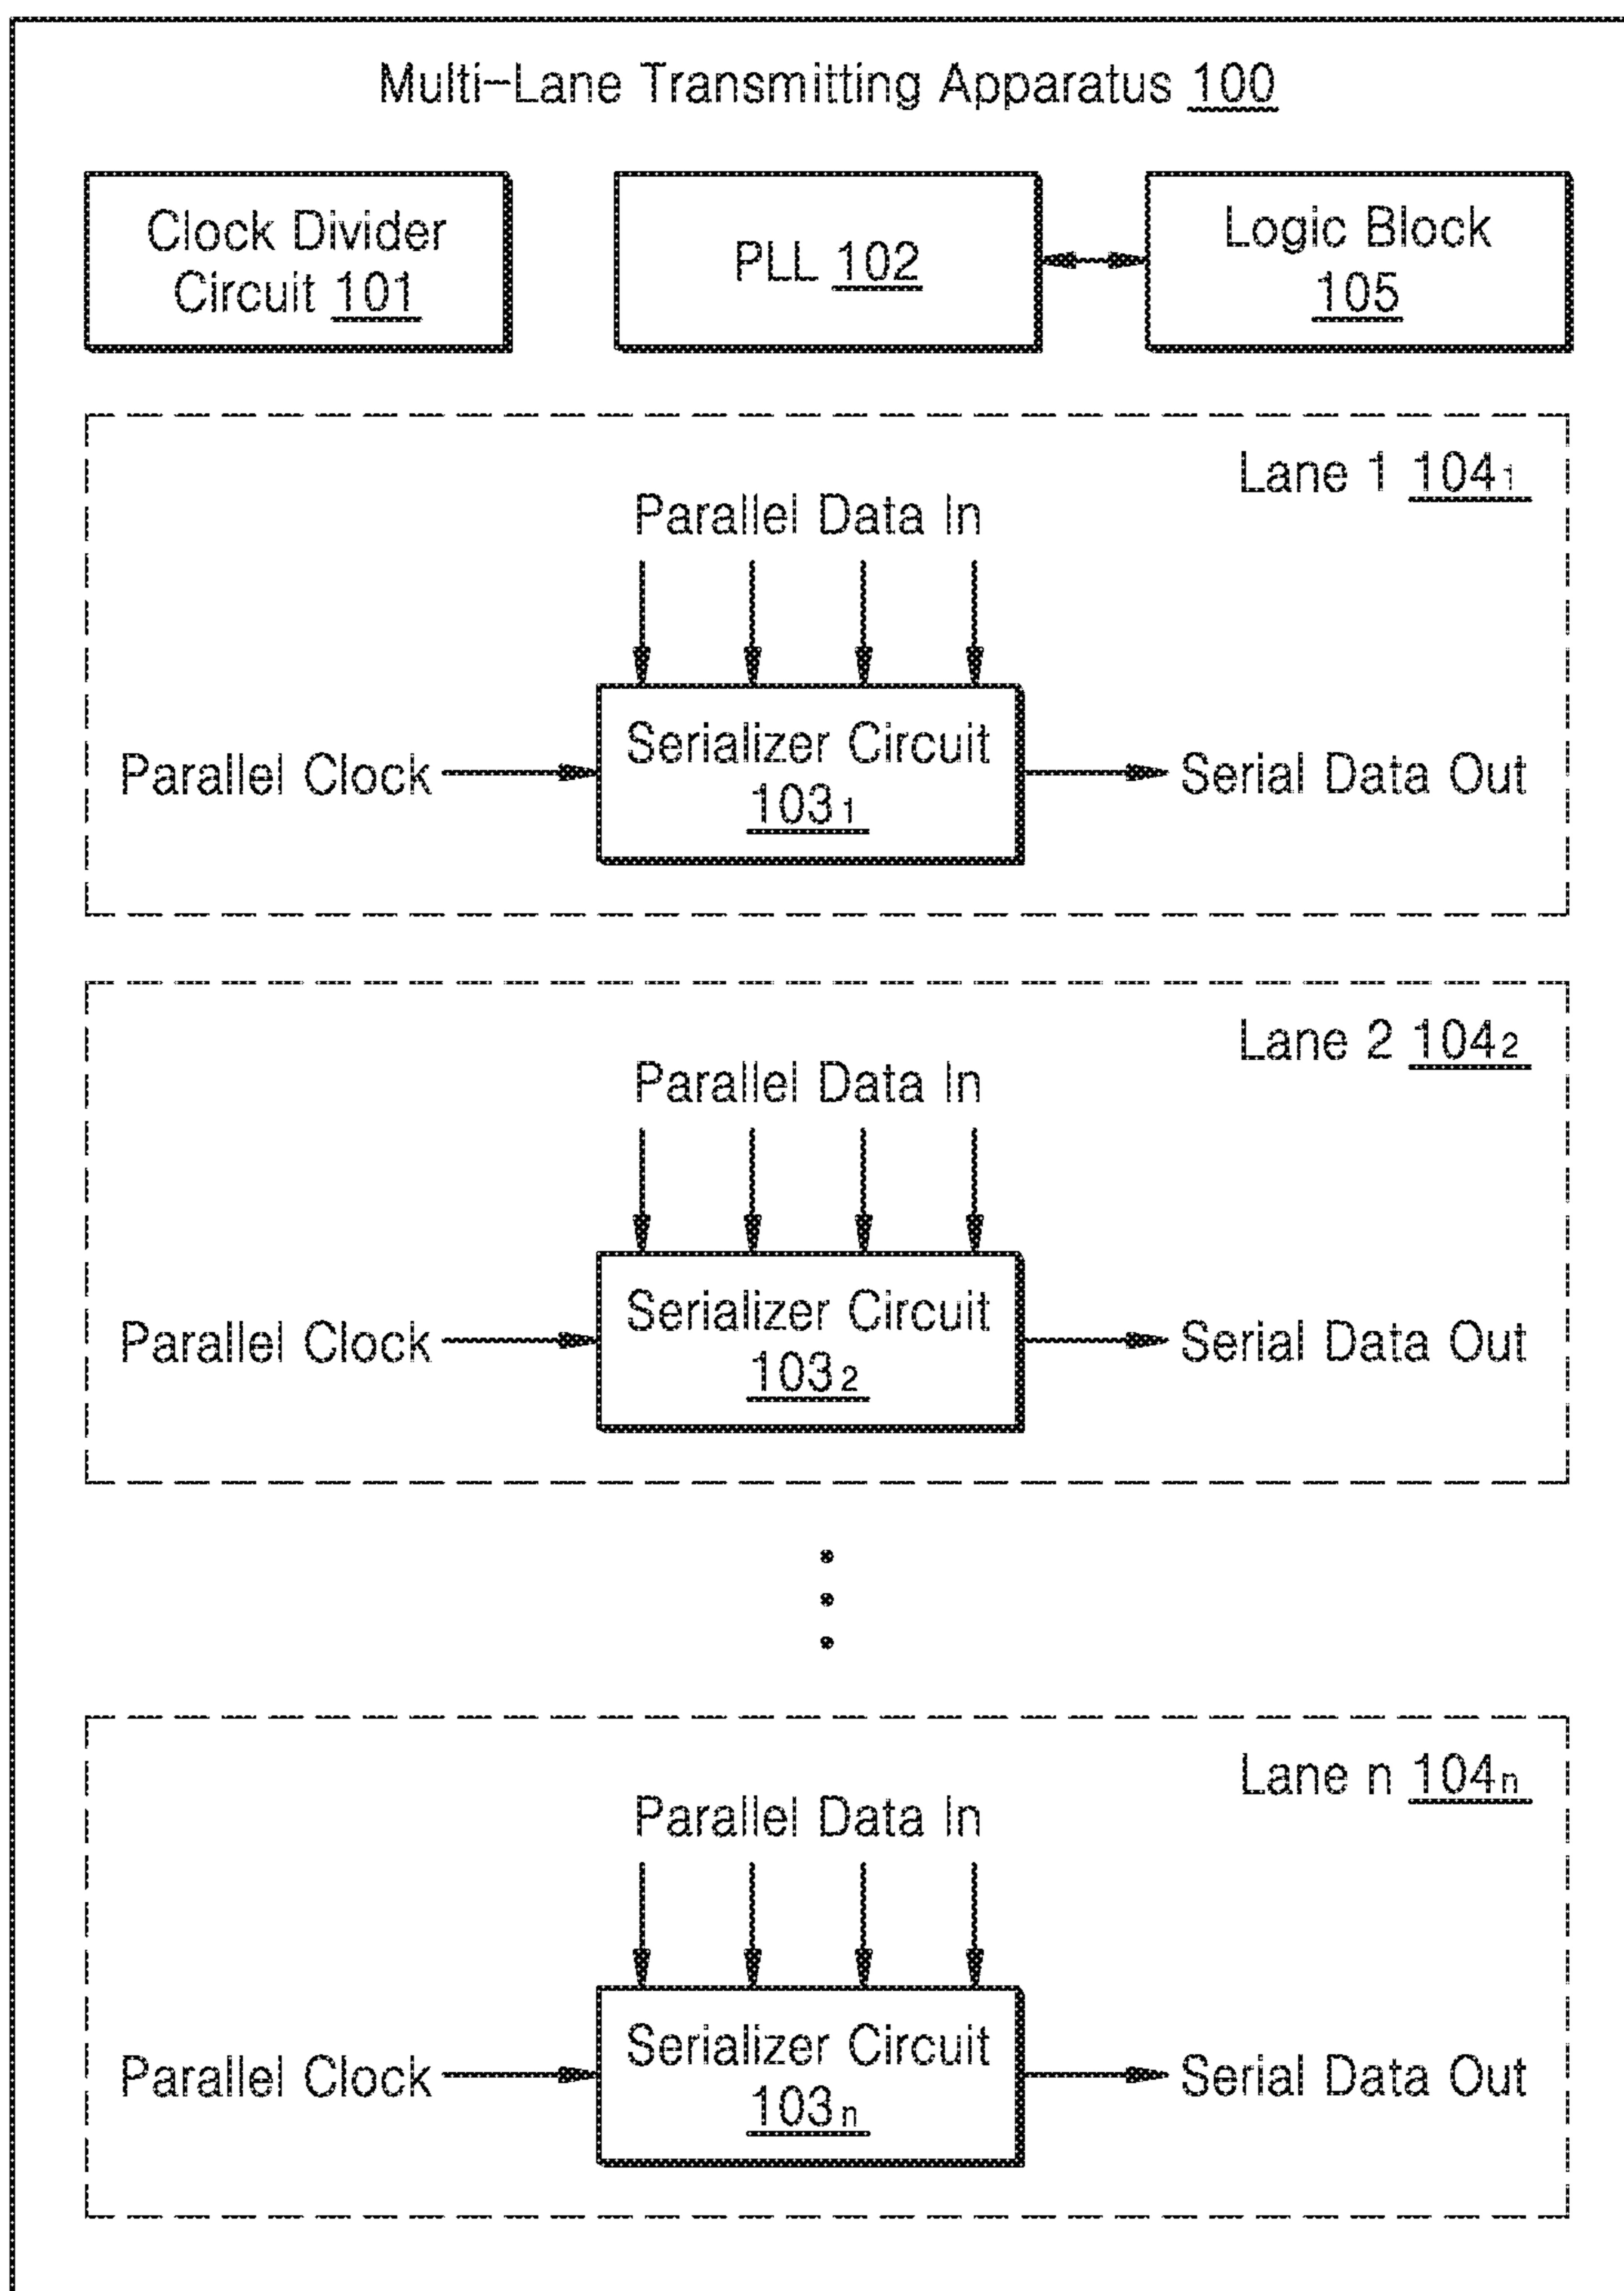 Multi-Lane Transmitting Apparatus 100
Clock Divider
Circuit 101
PLL 102
Logic Block
105
Lane 1 104₁
Parallel Data In
Parallel Clock
Serializer Circuit
103₁
Serial Data Out
Lane 2 104₂
Parallel Data In
Parallel Clock
Serializer Circuit
103₂
Serial Data Out
Lane n 104ₙ
Parallel Data In
Parallel Clock
Serializer Circuit
103ₙ
Serial Data Out